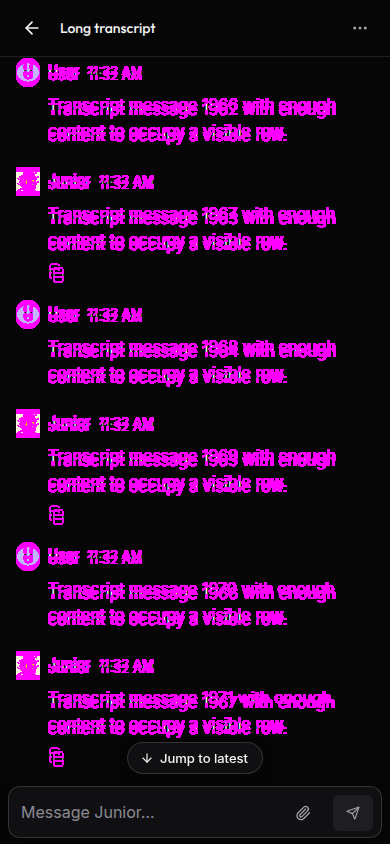 Long transcript
User AM
Transcript message with enough
content to occupy a visible row.
Junior AM
Transcript message with enough
content to occupy a visible row.
User AM
Transcript message with enough
content to occupy a visible row.
Junior AM
Transcript message with enough
content to occupy a visible row.
User AM
Transcript message with enough
content to occupy a visible row.
Junior AM
Transcript message with enough
content to occupy a visible row.
Jump to latest
Message Junior...